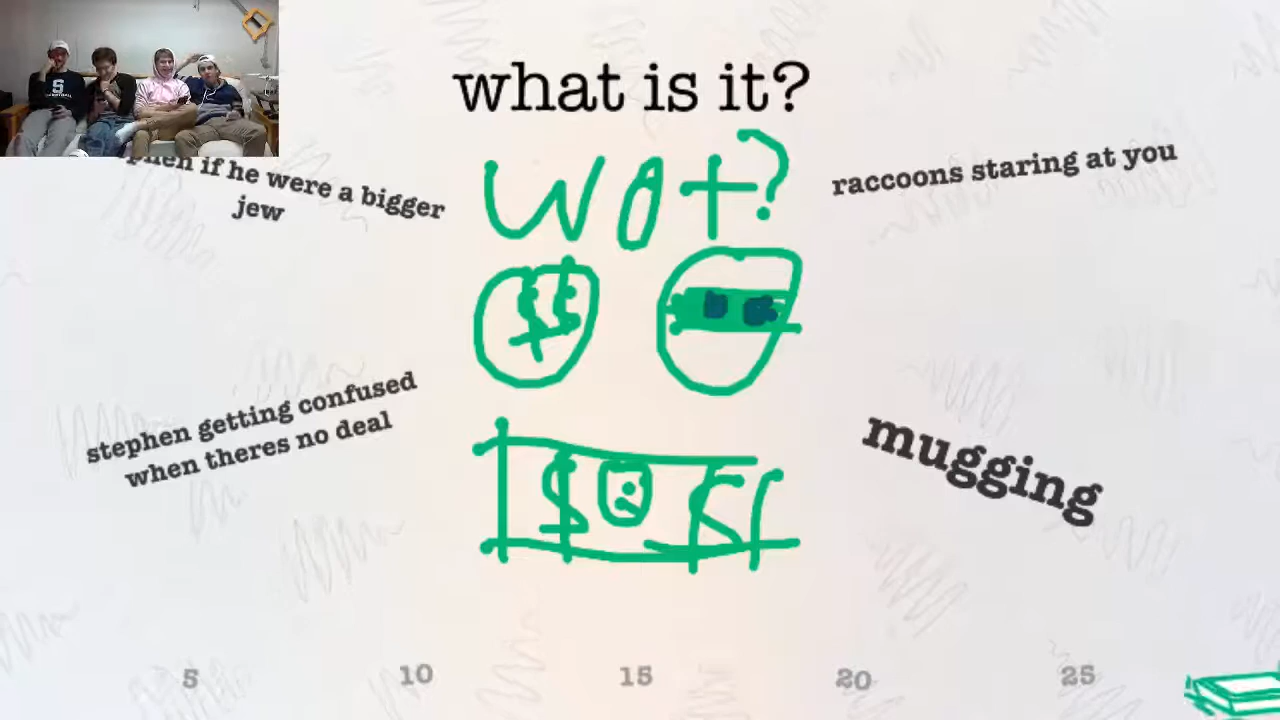 S
what is it?
wot?
if he were a bigger
jew
raccoons staring at you
$
stephen getting confused
when theres no deal
mugging
$
5
10
15
20
25